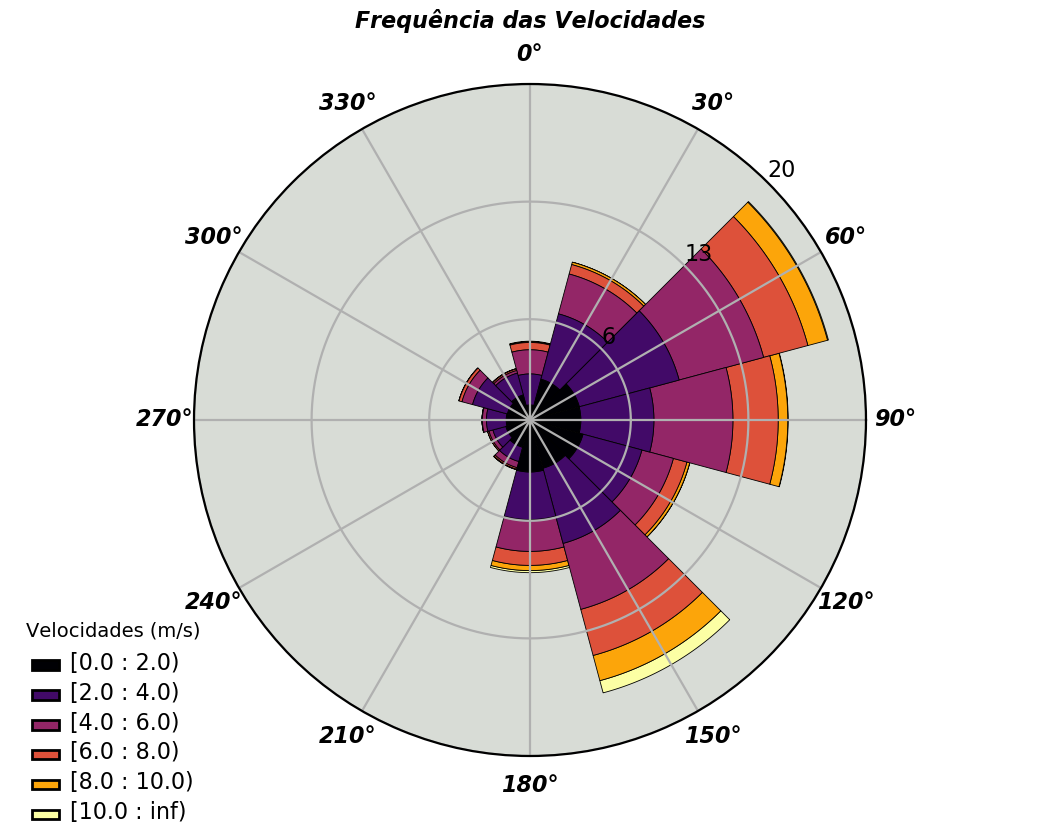 Frequência das Velocidades
0°
330°
30°
20
300°
60°
13
6
270°
90°
240°
120°
210°
150°
180°
Velocidades (m/s)
[0.0 : 2.0)
[2.0 : 4.0)
[4.0 : 6.0)
[6.0 : 8.0)
[8.0 : 10.0)
[10.0 : inf)